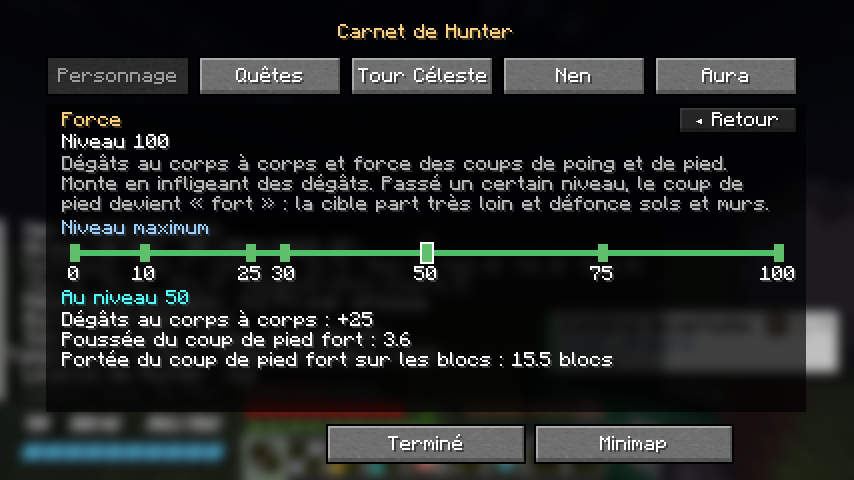 Carnet de Hunter
Personnage
Quêtes
Tour Céleste
Nen
Aura
Force
◂ Retour
Niveau 100
Dégâts au corps à corps et force des coups de poing et de pied.
Monte en infligeant des dégâts. Passé un certain niveau, le coup de
pied devient « fort » : la cible part très loin et défonce sols et murs.
Niveau maximum
0 10 25 30 50 75 100
Au niveau 50
Dégâts au corps à corps : +25
Poussée du coup de pied fort : 3.6
Portée du coup de pied fort sur les blocs : 15.5 blocs
Terminé
Minimap